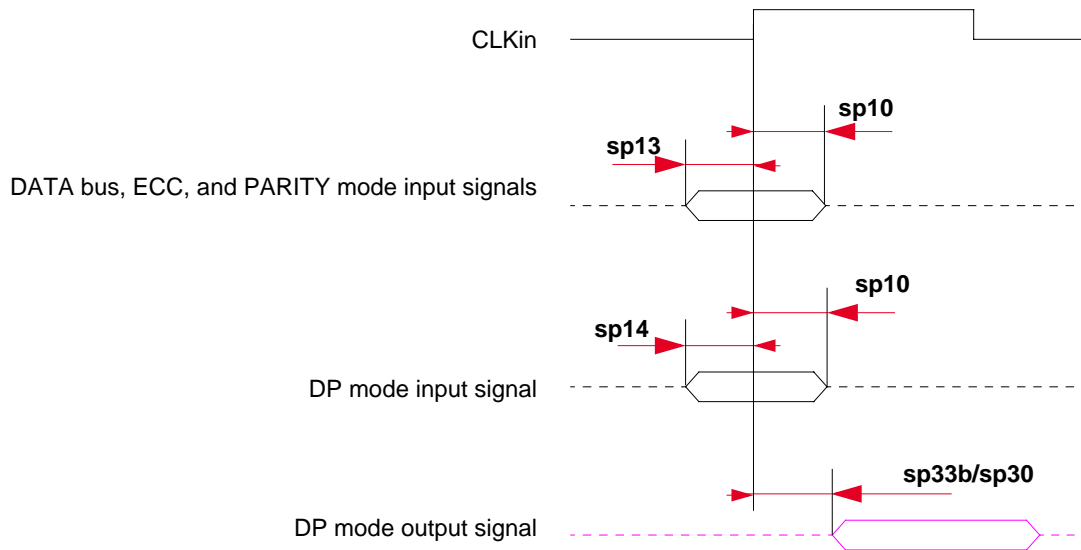 CLKin
sp10
sp13
DATA bus, ECC, and PARITY mode input signals
sp10
sp14
DP mode input signal
sp33b/sp30
DP mode output signal